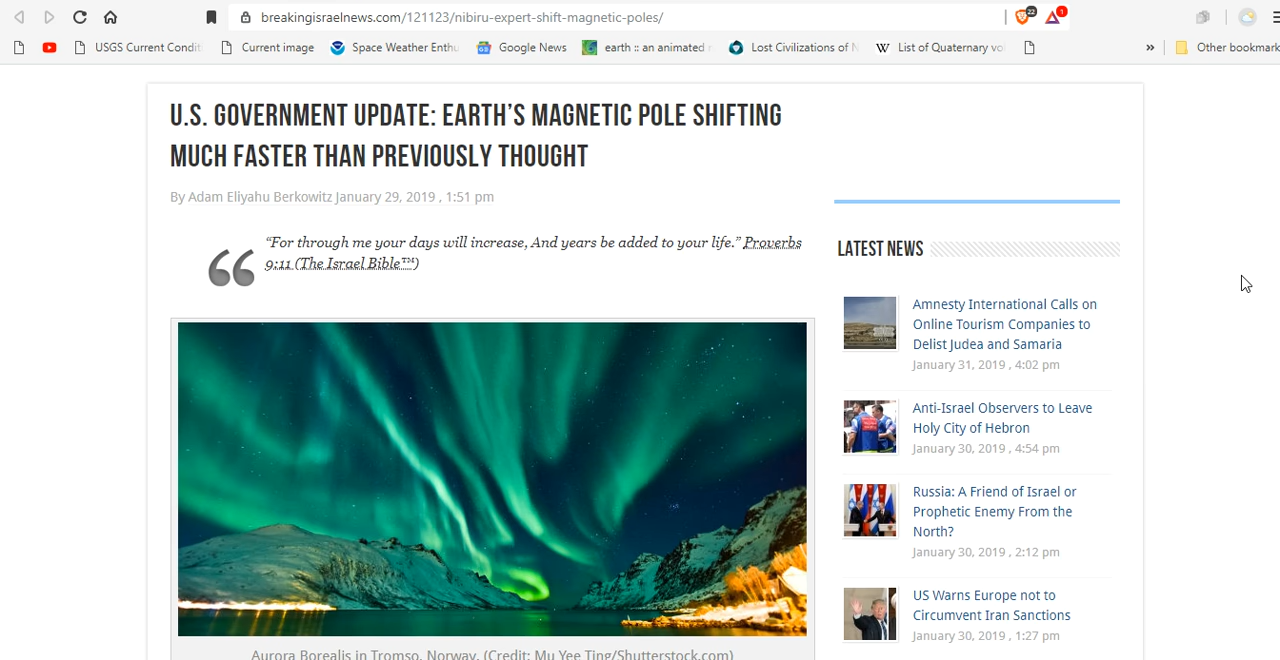 breakingisraelnews.com/121123/nibiru-expert-shift-magnetic-poles/
22
1
USGS Current Condit
Current image
Space Weather Enthu
Google News
earth :: an animated
Lost Civilizations of N
W
List of Quaternary vo
»
Other bookmark
U.S. GOVERNMENT UPDATE: EARTH’S MAGNETIC POLE SHIFTING
MUCH FASTER THAN PREVIOUSLY THOUGHT
By Adam Eliyahu Berkowitz January 29, 2019 , 1:51 pm
“For through me your days will increase, And years be added to your life.” Proverbs
9:11 (The Israel Bible™)
Aurora Borealis in Tromso, Norway. (Credit: Mu Yee Ting/Shutterstock.com)
LATEST NEWS
Amnesty International Calls on
Online Tourism Companies to
Delist Judea and Samaria
January 31, 2019 , 4:02 pm
Anti-Israel Observers to Leave
Holy City of Hebron
January 30, 2019 , 4:54 pm
Russia: A Friend of Israel or
Prophetic Enemy From the
North?
January 30, 2019 , 2:12 pm
US Warns Europe not to
Circumvent Iran Sanctions
January 30, 2019 , 1:27 pm